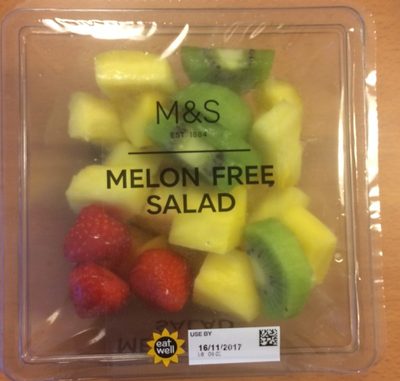 M&S
EST 1884
MELON FREE
SALAD
eat
well
USE BY
16/11/2017